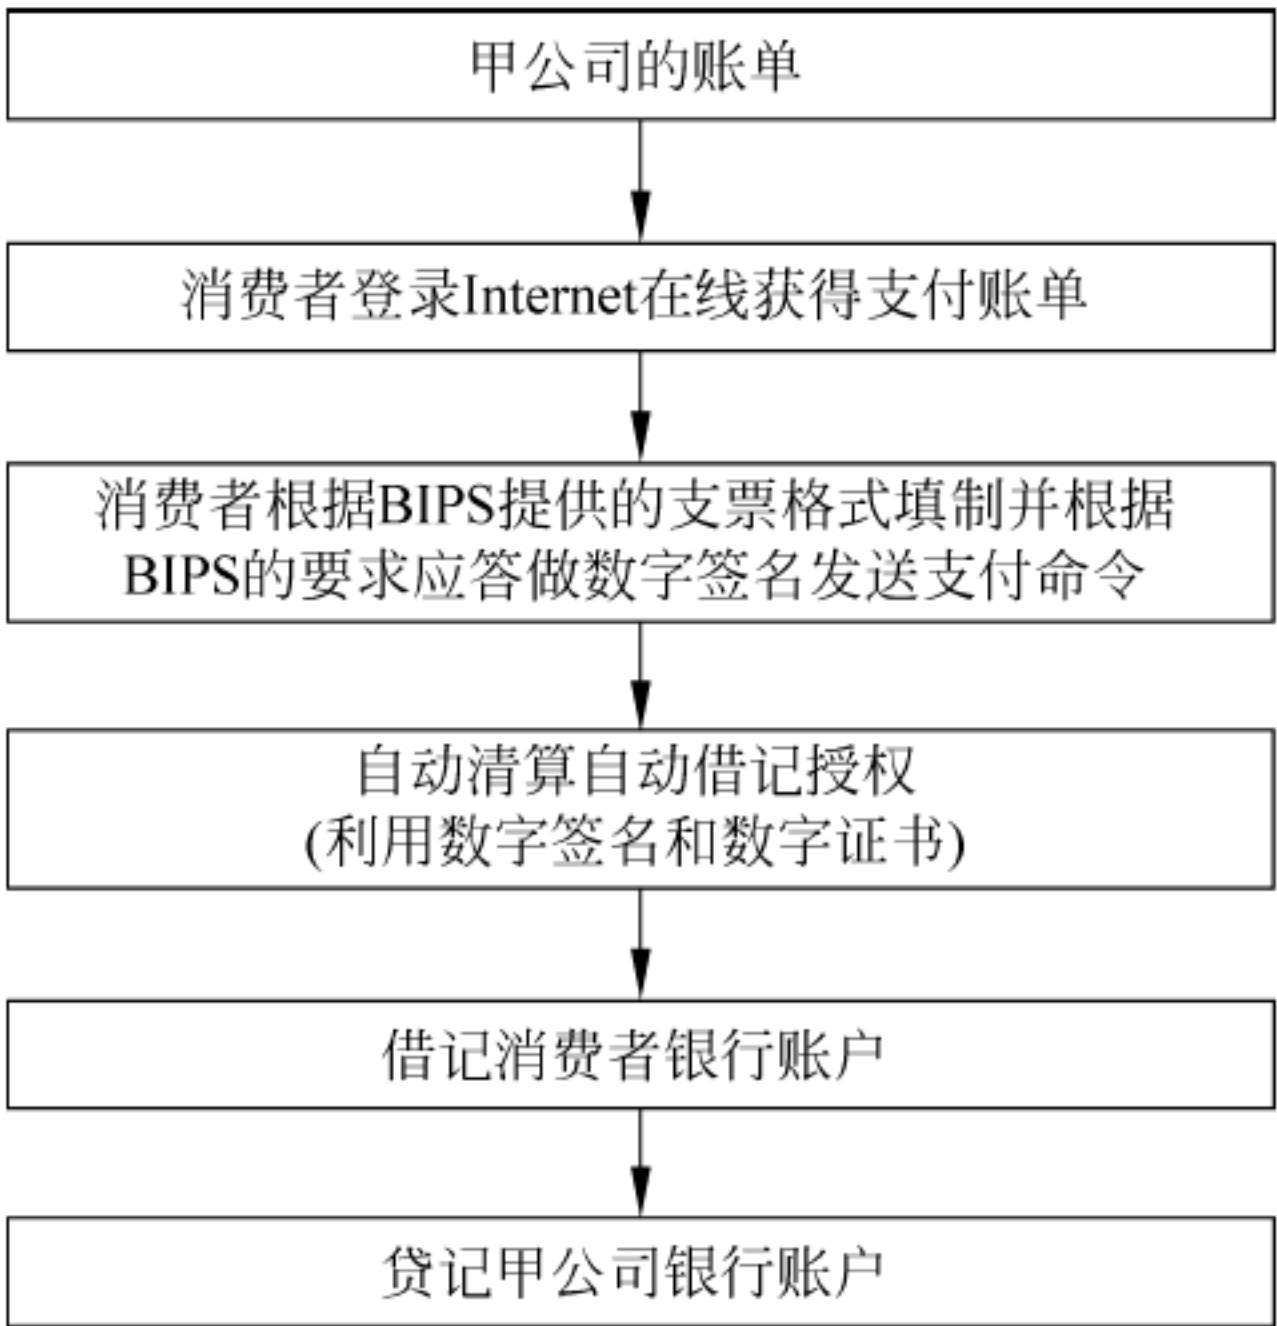 甲公司的账单
消费者登录Internet在线获得支付账单
消费者根据BIPS提供的支票格式填制并根据
BIPS的要求应答做数字签名发送支付命令
自动清算自动借记授权
(利用数字签名和数字证书)
借记消费者银行账户
贷记甲公司银行账户